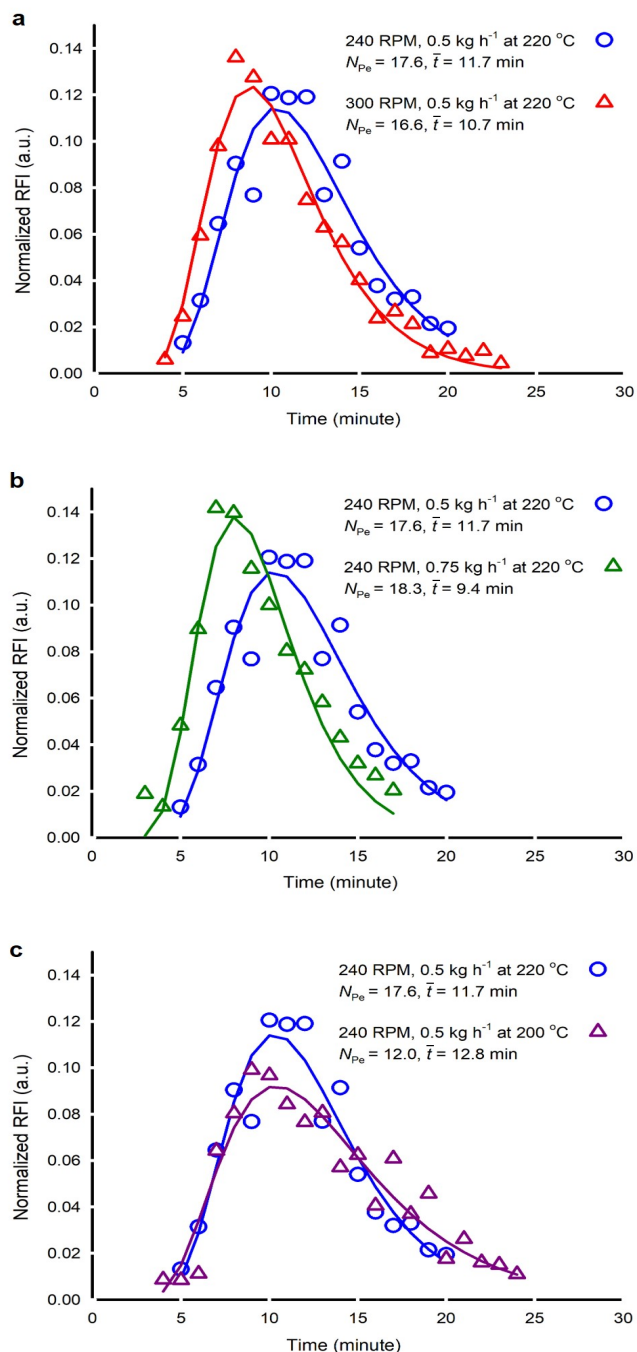 a
240 RPM, 0.5 kg h⁻¹ at 220 °C
N_Pe = 17.6, t̅ = 11.7 min
300 RPM, 0.5 kg h⁻¹ at 220 °C
N_Pe = 16.6, t̅ = 10.7 min
Normalized RFI (a.u.)
0.14
0.12
0.10
0.08
0.06
0.04
0.02
0.00
0 5 10 15 20 25 30
Time (minute)
b
240 RPM, 0.5 kg h⁻¹ at 220 °C
N_Pe = 17.6, t̅ = 11.7 min
240 RPM, 0.75 kg h⁻¹ at 220 °C
N_Pe = 18.3, t̅ = 9.4 min
Normalized RFI (a.u.)
0.14
0.12
0.10
0.08
0.06
0.04
0.02
0.00
0 5 10 15 20 25 30
Time (minute)
c
240 RPM, 0.5 kg h⁻¹ at 220 °C
N_Pe = 17.6, t̅ = 11.7 min
240 RPM, 0.5 kg h⁻¹ at 200 °C
N_Pe = 12.0, t̅ = 12.8 min
Normalized RFI (a.u.)
0.14
0.12
0.10
0.08
0.06
0.04
0.02
0.00
0 5 10 15 20 25 30
Time (minute)